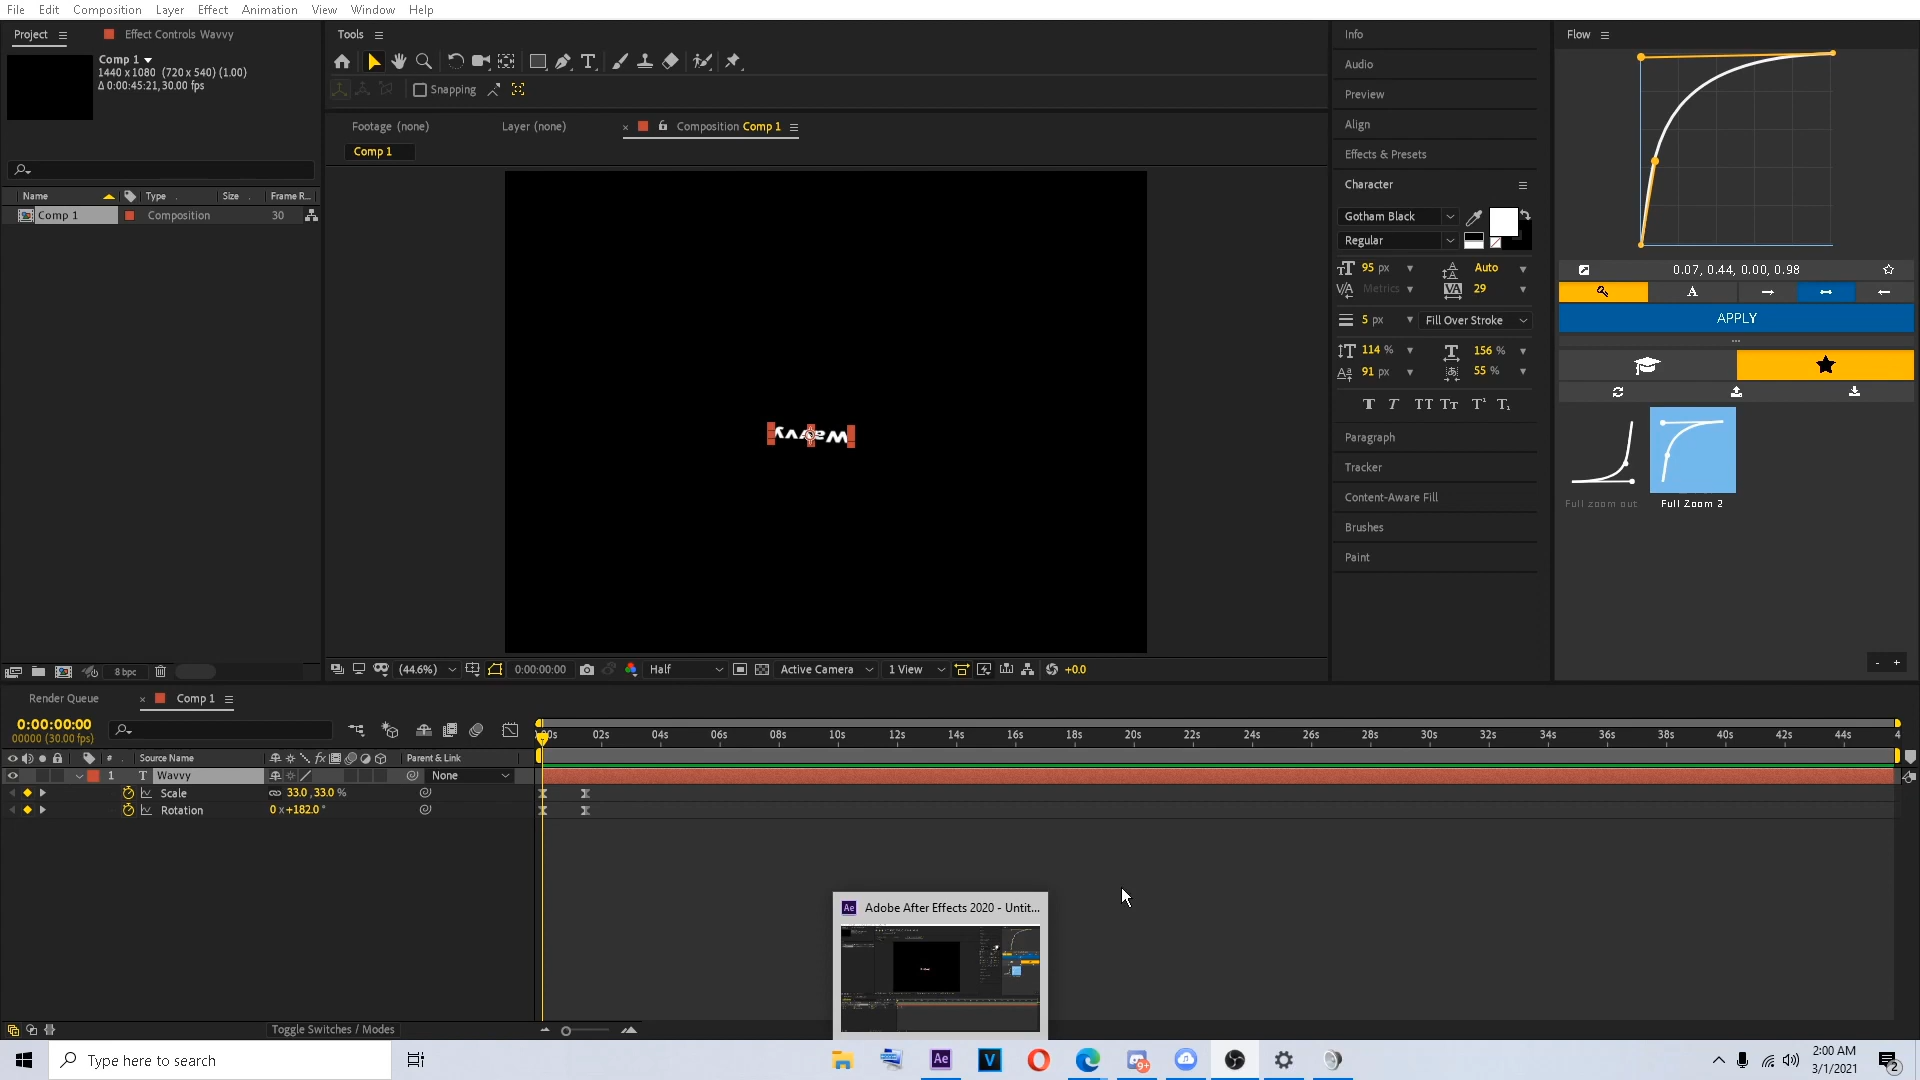 File Edit Composition Layer Effect Animation View Window Help
Project Effect Controls Wavvy
Comp 1
1440 x 1080 (720 x 540) (1.00)
Δ 0:00:45:21, 30.00 fps
Name Type Size Frame R...
Comp 1 Composition 30
8 bpc
Tools
Snapping
Footage (none) Layer (none) Composition Comp 1
Comp 1
Wavvy
(44.6%) 0:00:00:00 Half Active Camera 1 View +0.0
Info
Audio
Preview
Align
Effects & Presets
Character
Gotham Black
Regular
95 px Auto
Metrics 29
5 px Fill Over Stroke
114 % 156 %
91 px 55 %
Paragraph
Tracker
Content-Aware Fill
Brushes
Paint
Flow
0.07, 0.44, 0.00, 0.98
APPLY
Full zoom out Full Zoom 2
- +
Render Queue Comp 1
0:00:00:00
00000 (30.00 fps)
:00s 02s 04s 06s 08s 10s 12s 14s 16s 18s 20s 22s 24s 26s 28s 30s 32s 34s 36s 38s 40s 42s 44s 4
# Source Name Parent & Link
1 T Wavvy None
Scale 33.0, 33.0 %
Rotation 0 x +182.0 °
Toggle Switches / Modes
Ae Adobe After Effects 2020 - Untit...
Type here to search
Ae V 9+
2:00 AM
3/1/2021
2